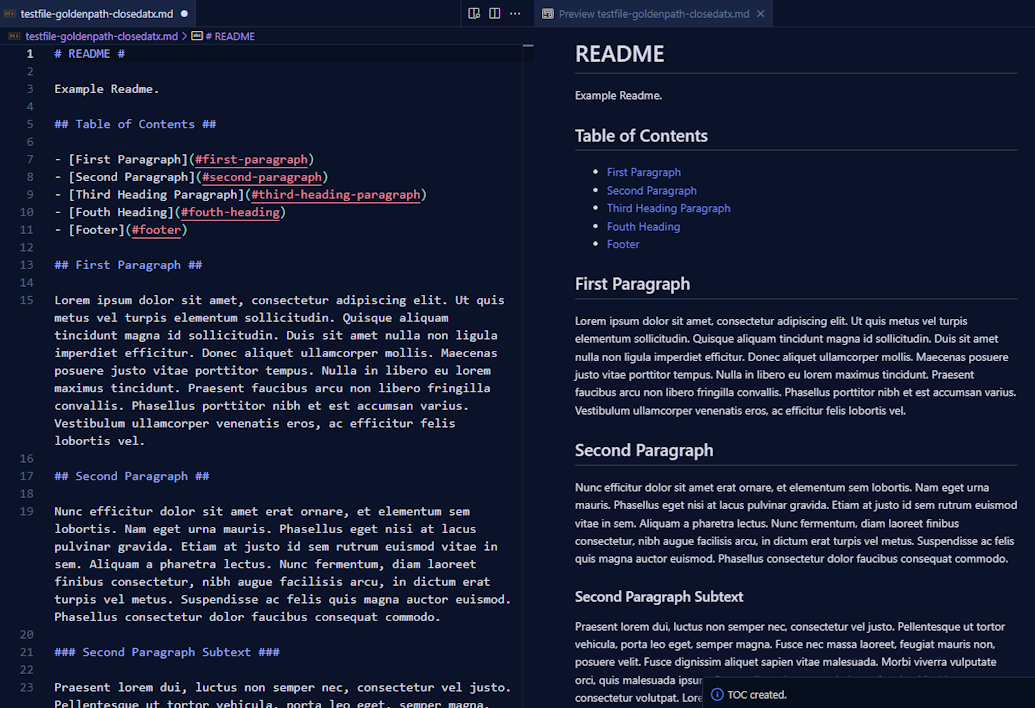 testfile-goldenpath-closedatx.md
testfile-goldenpath-closedatx.md > # README
1 # README #
2
3 Example Readme.
4
5 ## Table of Contents ##
6
7 - [First Paragraph](#first-paragraph)
8 - [Second Paragraph](#second-paragraph)
9 - [Third Heading Paragraph](#third-heading-paragraph)
10 - [Fouth Heading](#fouth-heading)
11 - [Footer](#footer)
12
13 ## First Paragraph ##
14
15 Lorem ipsum dolor sit amet, consectetur adipiscing elit. Ut quis
metus vel turpis elementum sollicitudin. Quisque aliquam
tincidunt magna id sollicitudin. Duis sit amet nulla non ligula
imperdiet efficitur. Donec aliquet ullamcorper mollis. Maecenas
posuere justo vitae porttitor tempus. Nulla in libero eu lorem
maximus tincidunt. Praesent faucibus arcu non libero fringilla
convallis. Phasellus porttitor nibh et est accumsan varius.
Vestibulum ullamcorper venenatis eros, ac efficitur felis
lobortis vel.
16
17 ## Second Paragraph ##
18
19 Nunc efficitur dolor sit amet erat ornare, et elementum sem
lobortis. Nam eget urna mauris. Phasellus eget nisi at lacus
pulvinar gravida. Etiam at justo id sem rutrum euismod vitae in
sem. Aliquam a pharetra lectus. Nunc fermentum, diam laoreet
finibus consectetur, nibh augue facilisis arcu, in dictum erat
turpis vel metus. Suspendisse ac felis quis magna auctor euismod.
Phasellus consectetur dolor faucibus consequat commodo.
20
21 ### Second Paragraph Subtext ###
22
23 Praesent lorem dui, luctus non semper nec, consectetur vel justo.
Pellentesque ut tortor vehicula, porta leo eget, semper magna.
Preview testfile-goldenpath-closedatx.md
README
Example Readme.
Table of Contents
• First Paragraph
• Second Paragraph
• Third Heading Paragraph
• Fouth Heading
• Footer
First Paragraph
Lorem ipsum dolor sit amet, consectetur adipiscing elit. Ut quis metus vel turpis
elementum sollicitudin. Quisque aliquam tincidunt magna id sollicitudin. Duis sit amet
nulla non ligula imperdiet efficitur. Donec aliquet ullamcorper mollis. Maecenas posuere
justo vitae porttitor tempus. Nulla in libero eu lorem maximus tincidunt. Praesent
faucibus arcu non libero fringilla convallis. Phasellus porttitor nibh et est accumsan varius.
Vestibulum ullamcorper venenatis eros, ac efficitur felis lobortis vel.
Second Paragraph
Nunc efficitur dolor sit amet erat ornare, et elementum sem lobortis. Nam eget urna
mauris. Phasellus eget nisi at lacus pulvinar gravida. Etiam at justo id sem rutrum euismod
vitae in sem. Aliquam a pharetra lectus. Nunc fermentum, diam laoreet finibus
consectetur, nibh augue facilisis arcu, in dictum erat turpis vel metus. Suspendisse ac felis
quis magna auctor euismod. Phasellus consectetur dolor faucibus consequat commodo.
Second Paragraph Subtext
Praesent lorem dui, luctus non semper nec, consectetur vel justo. Pellentesque ut tortor
vehicula, porta leo eget, semper magna. Fusce nec massa laoreet, feugiat mauris non,
posuere velit. Fusce dignissim aliquet sapien vitae malesuada. Morbi viverra vulputate
orci, quis malesuada ipsu
consectetur volutpat. Lore
TOC created.